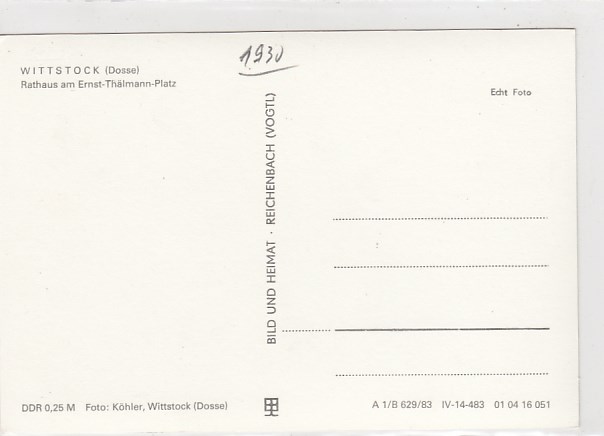 1930
WITTSTOCK (Dosse)
Rathaus am Ernst-Thälmann-Platz
Echt Foto
BILD UND HEIMAT · REICHENBACH (VOGTL)
DDR 0,25 M Foto: Köhler, Wittstock (Dosse)
A 1/B 629/83 IV-14-483 01 04 16 051